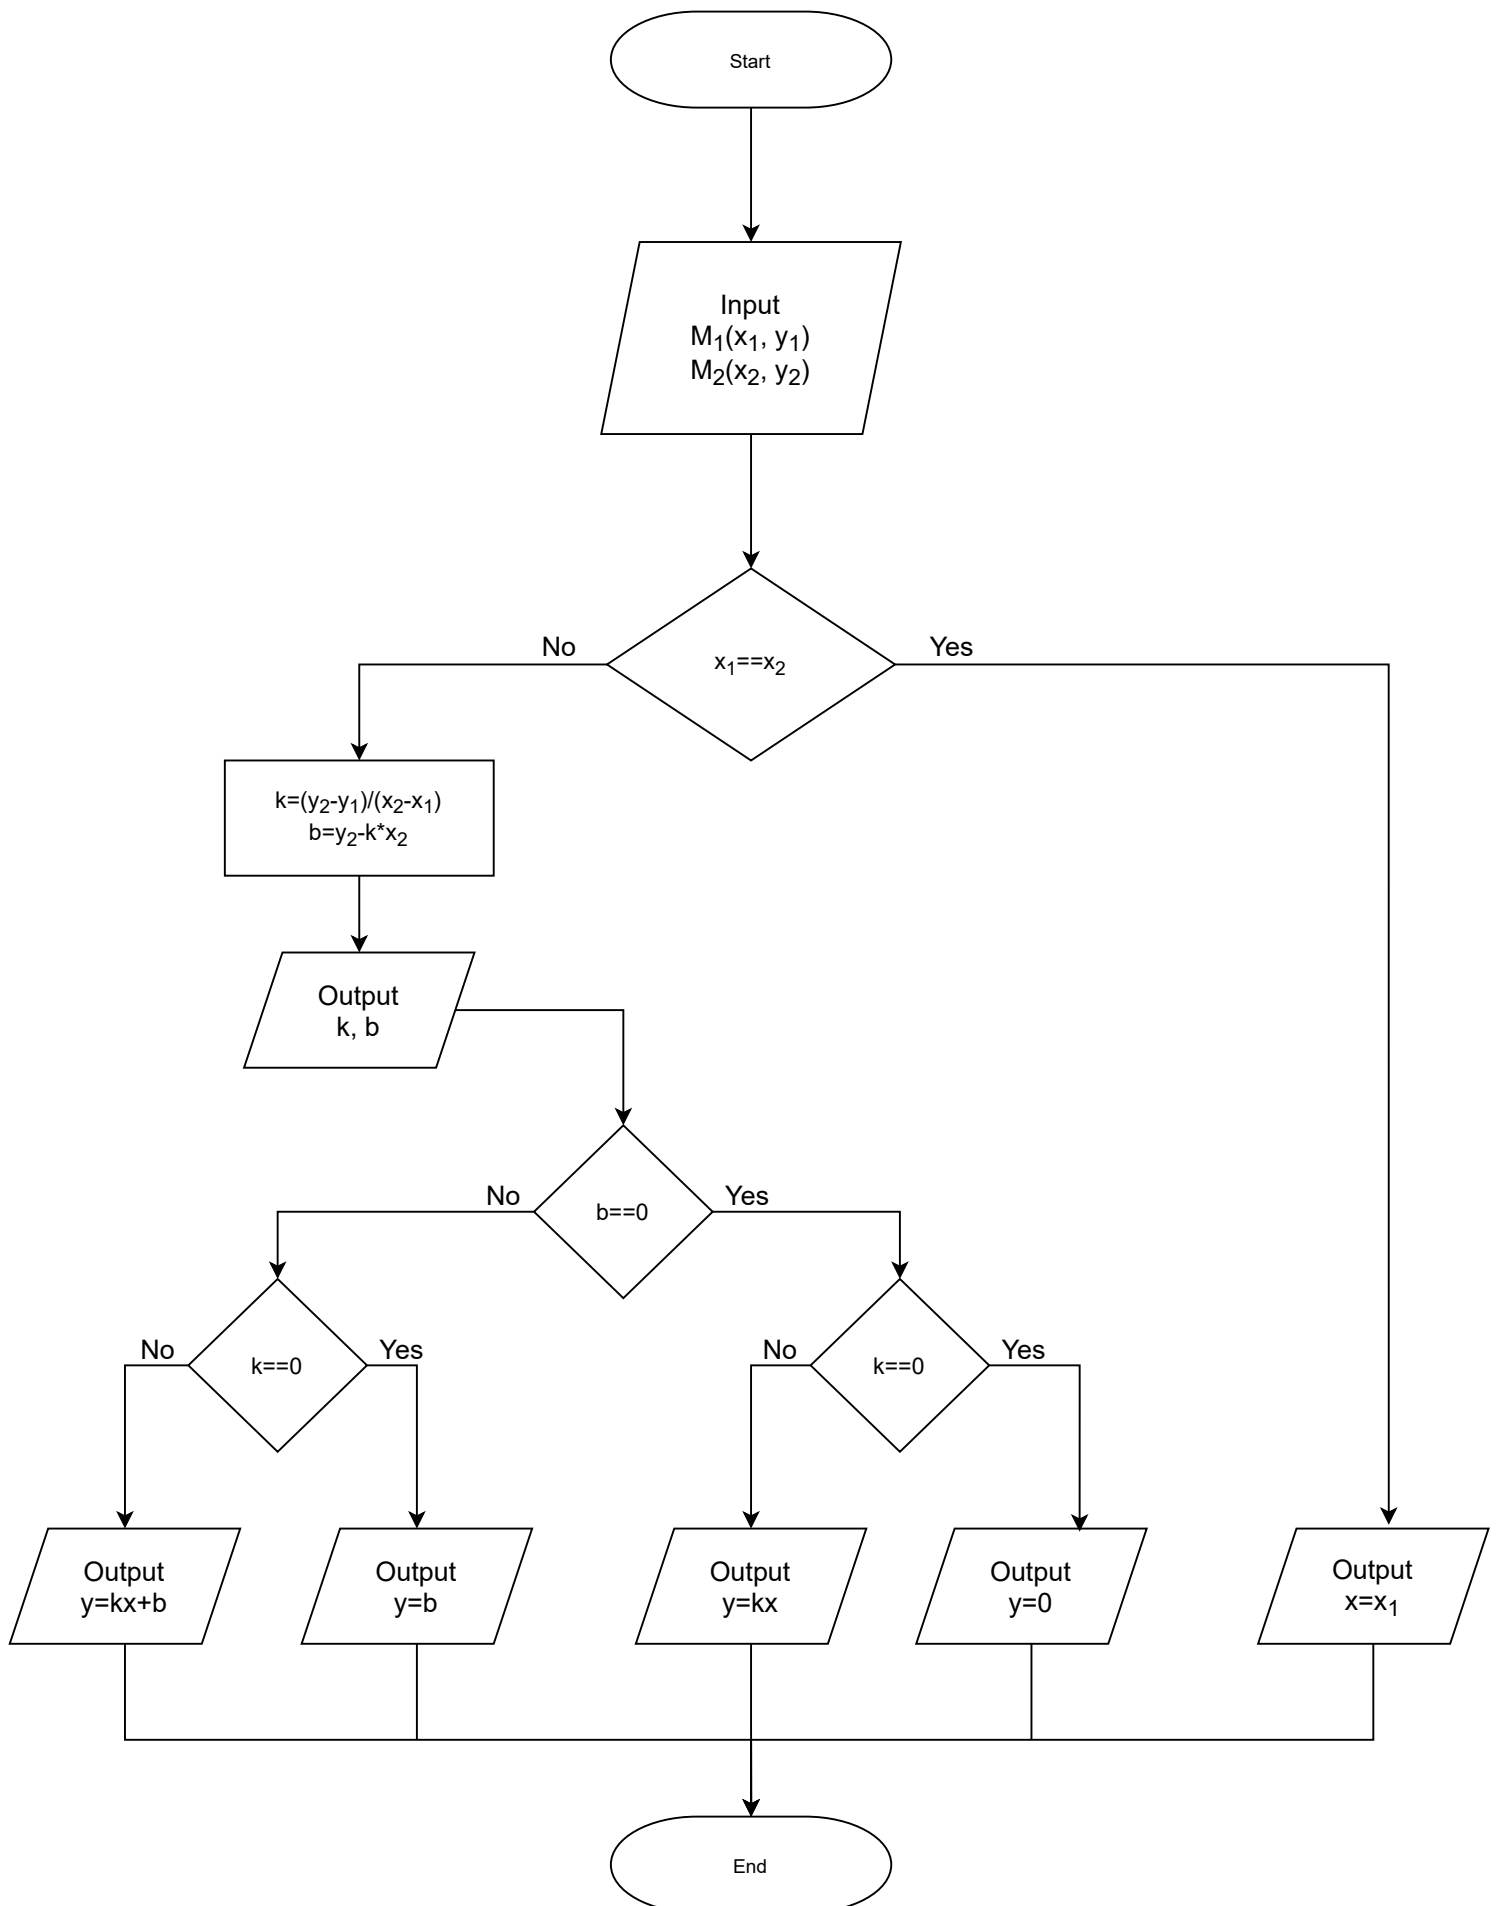 Start
Input
M₁(x₁, y₁)
M₂(x₂, y₂)
x₁==x₂
No
Yes
k=(y₂-y₁)/(x₂-x₁)
b=y₂-k*x₂
Output
k, b
b==0
No
Yes
k==0
No
Yes
k==0
No
Yes
Output
y=kx+b
Output
y=b
Output
y=kx
Output
y=0
Output
x=x₁
End